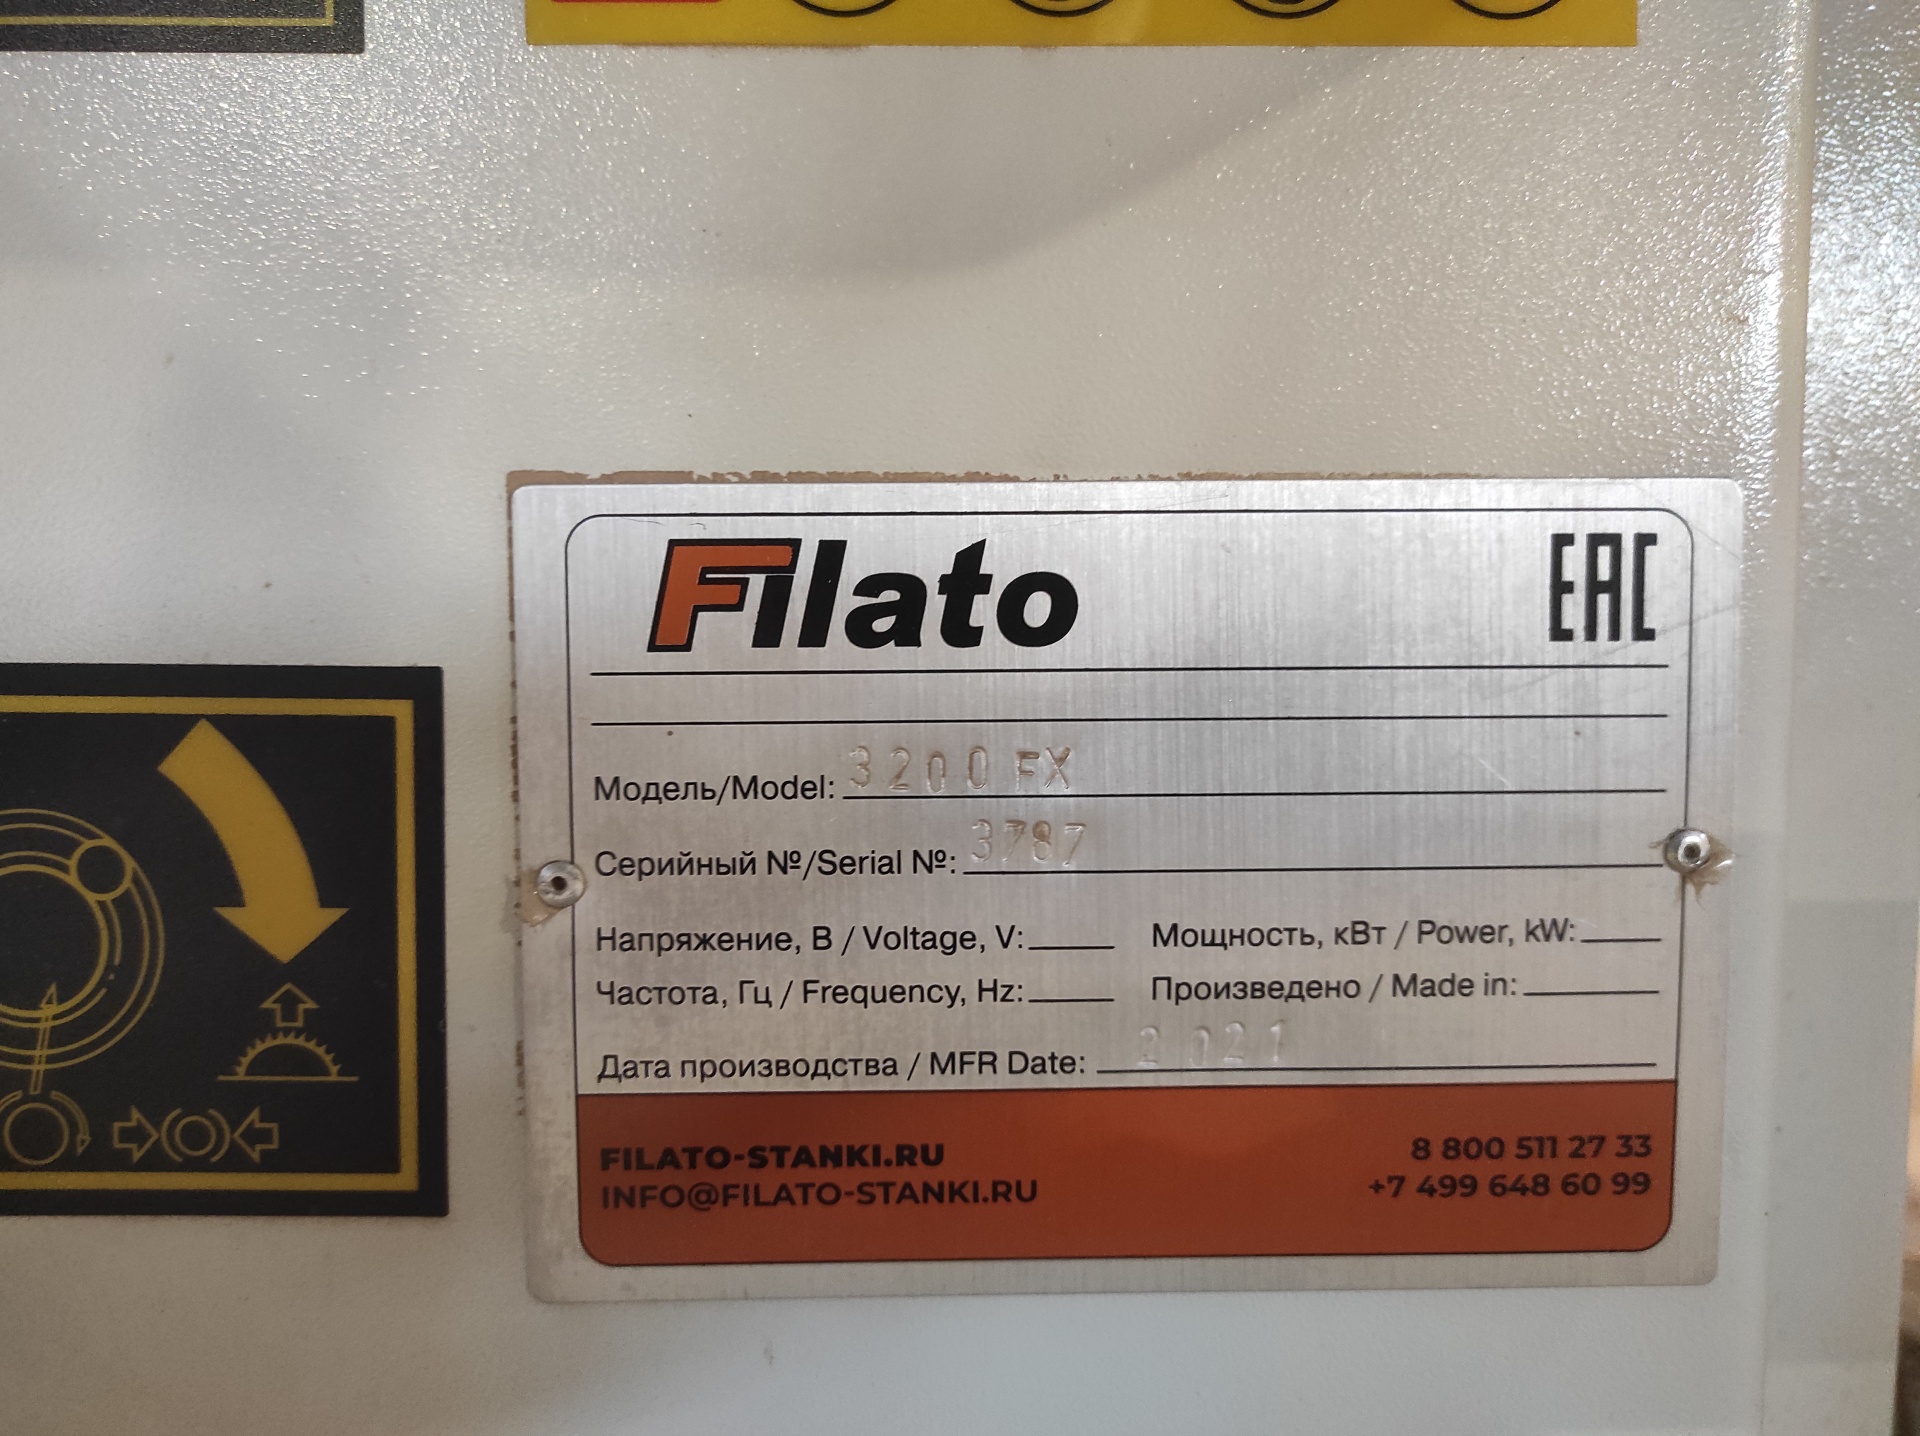 Filato
EAC
Модель/Model: 3200 FX
Серийный №/Serial №: 3787
Напряжение, В / Voltage, V: Мощность, кВт / Power, kW:
Частота, Гц / Frequency, Hz: Произведено / Made in:
Дата производства / MFR Date: 2021
FILATO-STANKI.RU 8 800 511 27 33
INFO@FILATO-STANKI.RU +7 499 648 60 99